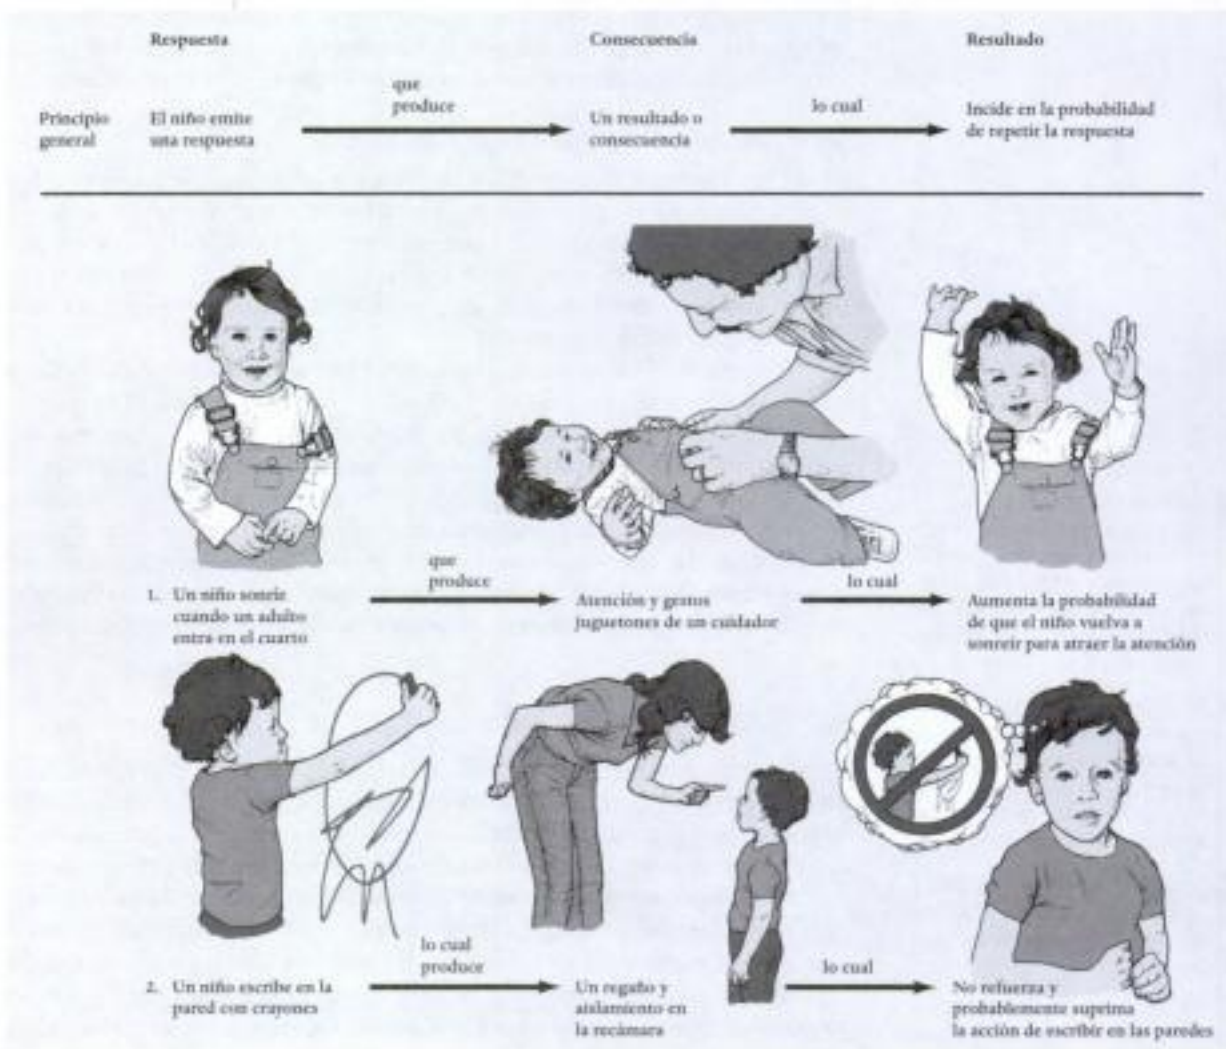 Respuesta
Consecuencia
Resultado
Principio
general
El niño emite
una respuesta
que
produce
Un resultado o
consecuencia
lo cual
Incide en la probabilidad
de repetir la respuesta
1. Un niño sonríe
cuando un adulto
entra en el cuarto
que
produce
Atención y gestos
juguetones de un cuidador
lo cual
Aumenta la probabilidad
de que el niño vuelva a
sonreír para atraer la atención
2. Un niño escribe en la
pared con crayones
lo cual
produce
Un regaño y
aislamiento en
la recámara
lo cual
No refuerza y
probablemente suprima
la acción de escribir en las paredes